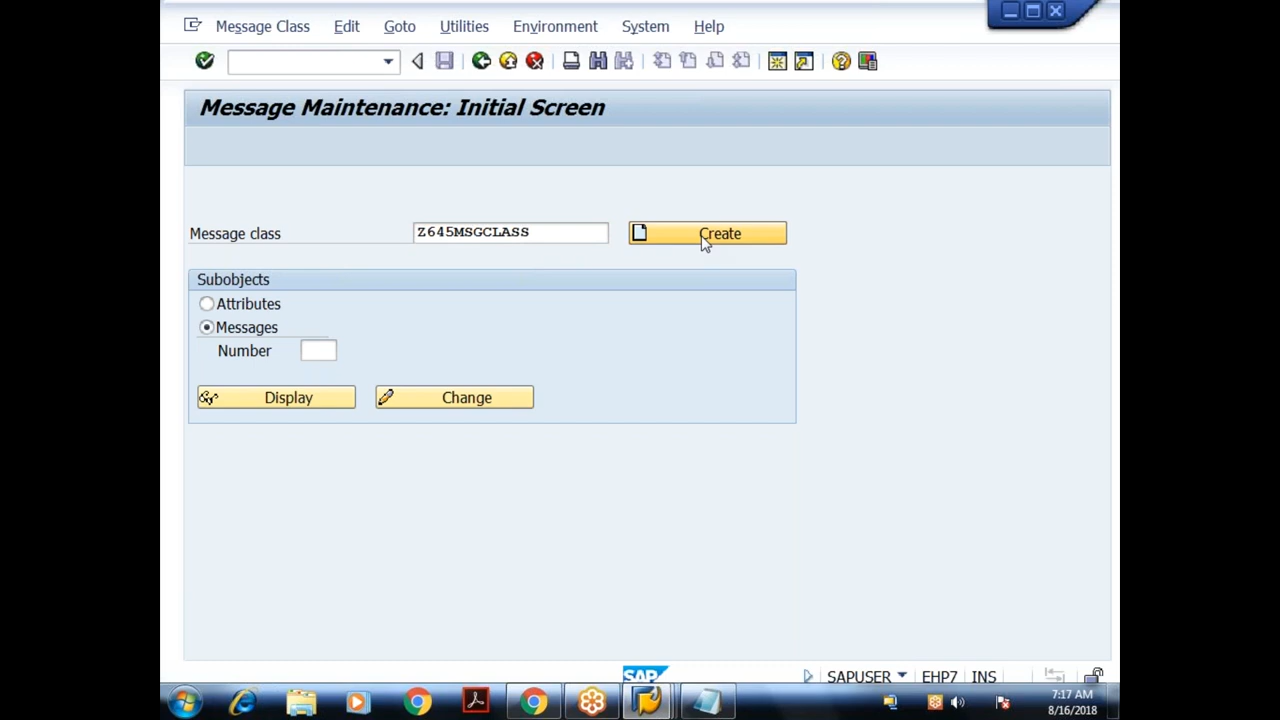 Message Class Edit Goto Utilities Environment System Help
Message Maintenance: Initial Screen
Message class Z645MSGCLASS Create
Subobjects
Attributes
Messages
Number
Display Change
SAP SAPUSER EHP7 INS
7:17 AM
8/16/2018